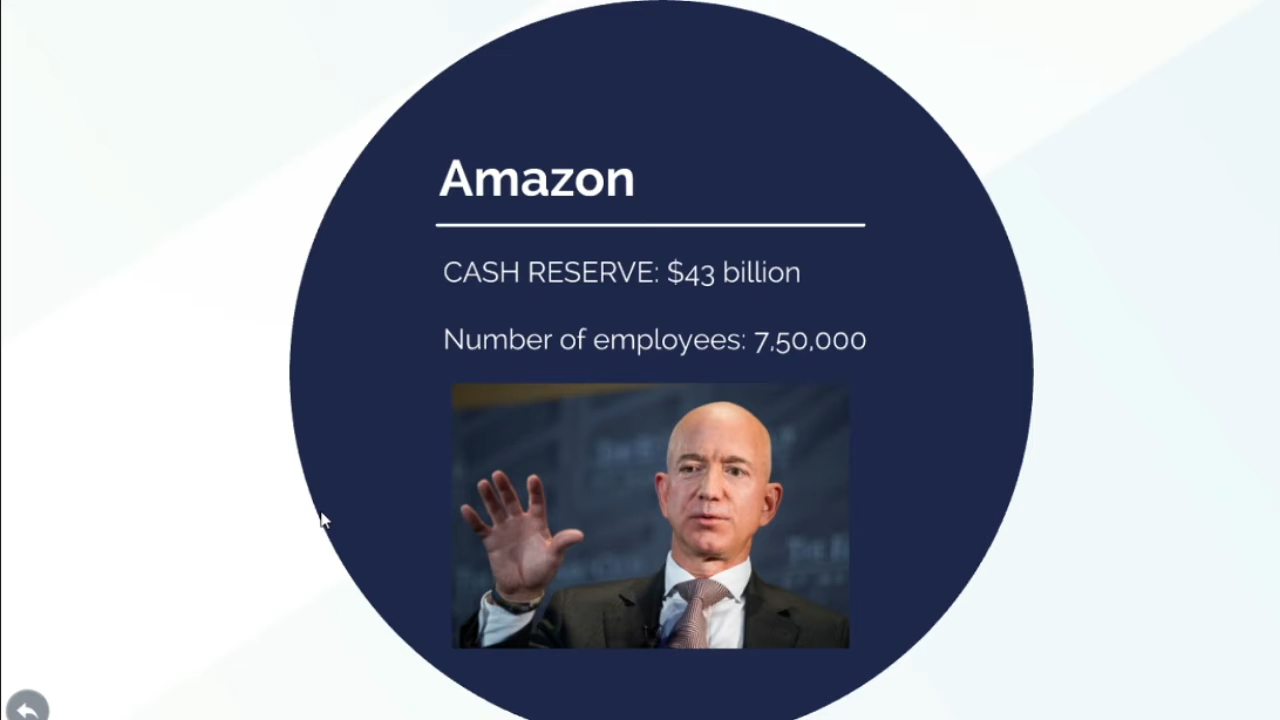 Amazon
CASH RESERVE: $43 billion
Number of employees: 7,50,000